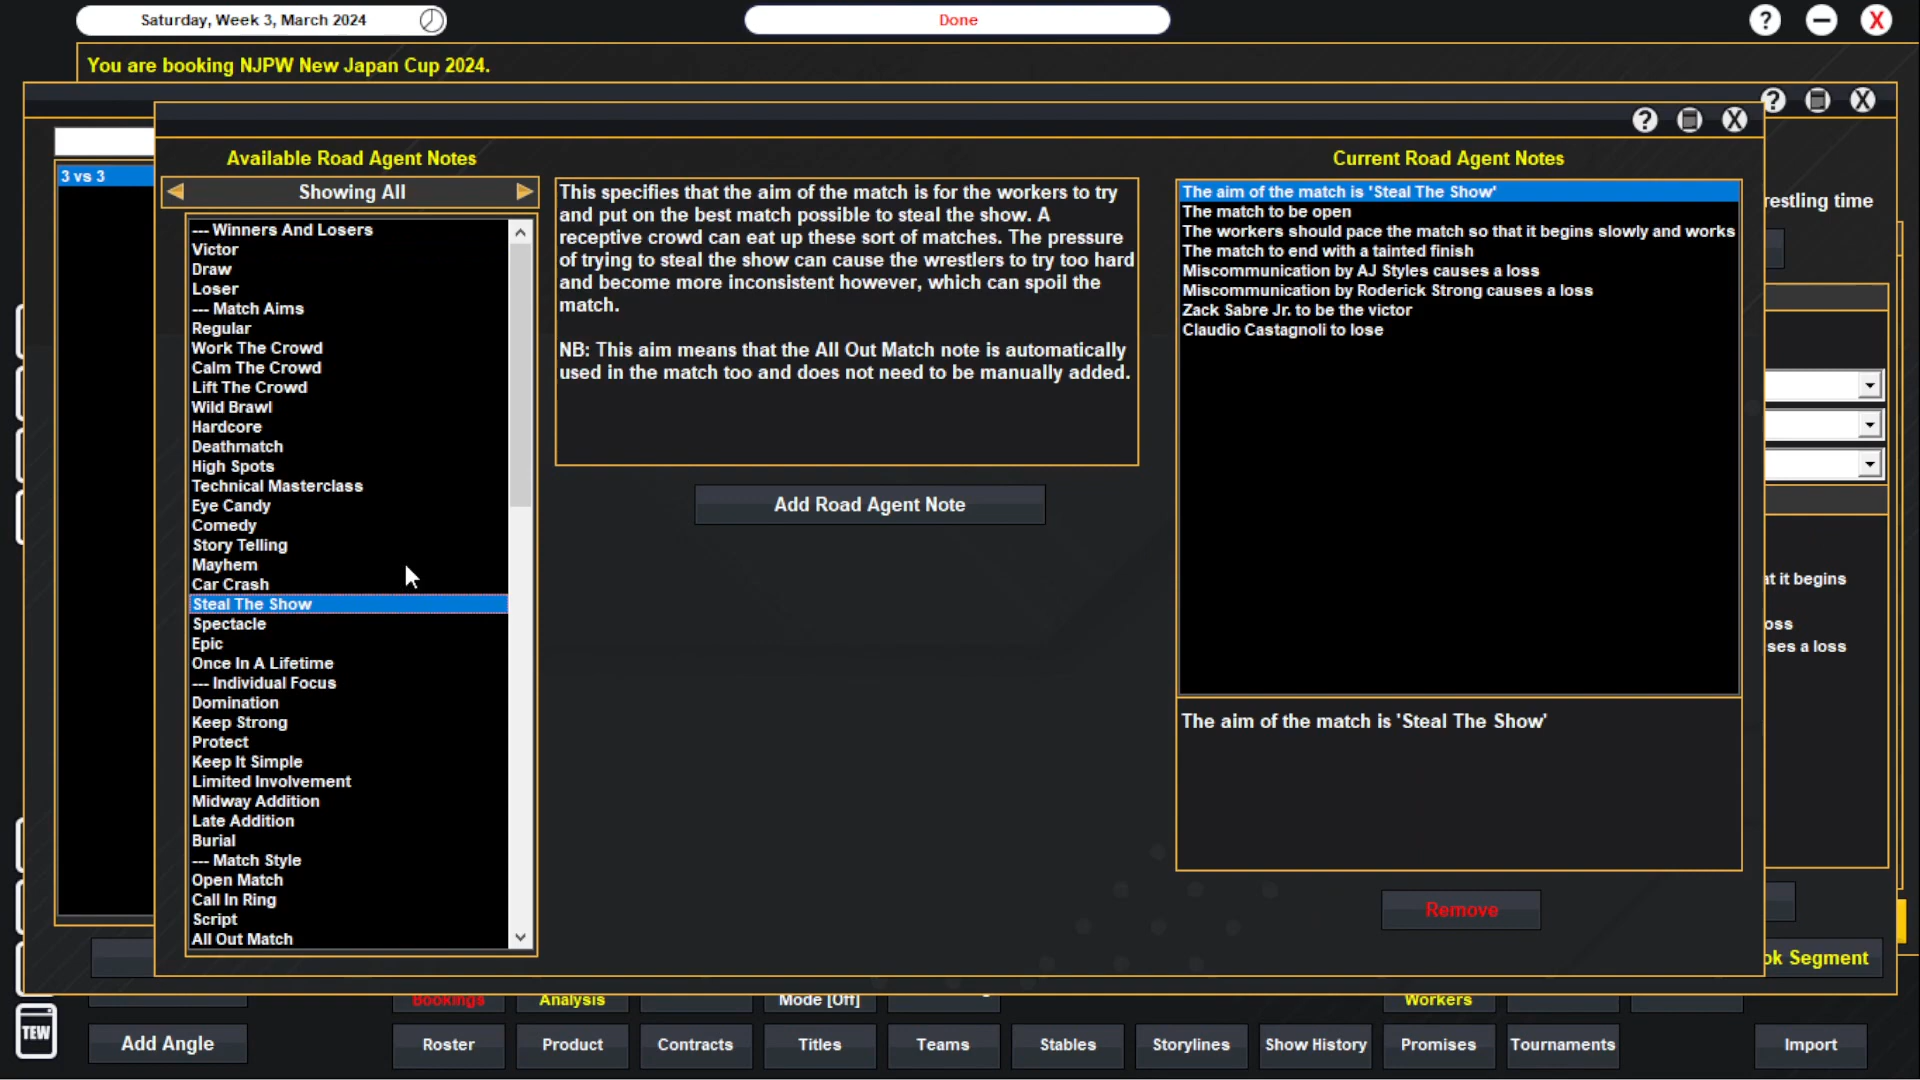 Saturday, Week 3, March 2024
Done
?
X
You are booking NJPW New Japan Cup 2024.
? X
? X
Available Road Agent Notes
Current Road Agent Notes
3 vs 3
Showing All
--- Winners And Losers
Victor
Draw
Loser
--- Match Aims
Regular
Work The Crowd
Calm The Crowd
Lift The Crowd
Wild Brawl
Hardcore
Deathmatch
High Spots
Technical Masterclass
Eye Candy
Comedy
Story Telling
Mayhem
Car Crash
Steal The Show
Spectacle
Epic
Once In A Lifetime
--- Individual Focus
Domination
Keep Strong
Protect
Keep It Simple
Limited Involvement
Midway Addition
Late Addition
Burial
--- Match Style
Open Match
Call In Ring
Script
All Out Match
This specifies that the aim of the match is for the workers to try
and put on the best match possible to steal the show. A
receptive crowd can eat up these sort of matches. The pressure
of trying to steal the show can cause the wrestlers to try too hard
and become more inconsistent however, which can spoil the
match.
NB: This aim means that the All Out Match note is automatically
used in the match too and does not need to be manually added.
Add Road Agent Note
The aim of the match is 'Steal The Show'
The match to be open
The workers should pace the match so that it begins slowly and works
The match to end with a tainted finish
Miscommunication by AJ Styles causes a loss
Miscommunication by Roderick Strong causes a loss
Zack Sabre Jr. to be the victor
Claudio Castagnoli to lose
The aim of the match is 'Steal The Show'
Remove
restling time
at it begins
oss
ses a loss
ok Segment
Bookings
Analysis
Mode [Off]
Workers
TEW
Add Angle
Roster
Product
Contracts
Titles
Teams
Stables
Storylines
Show History
Promises
Tournaments
Import